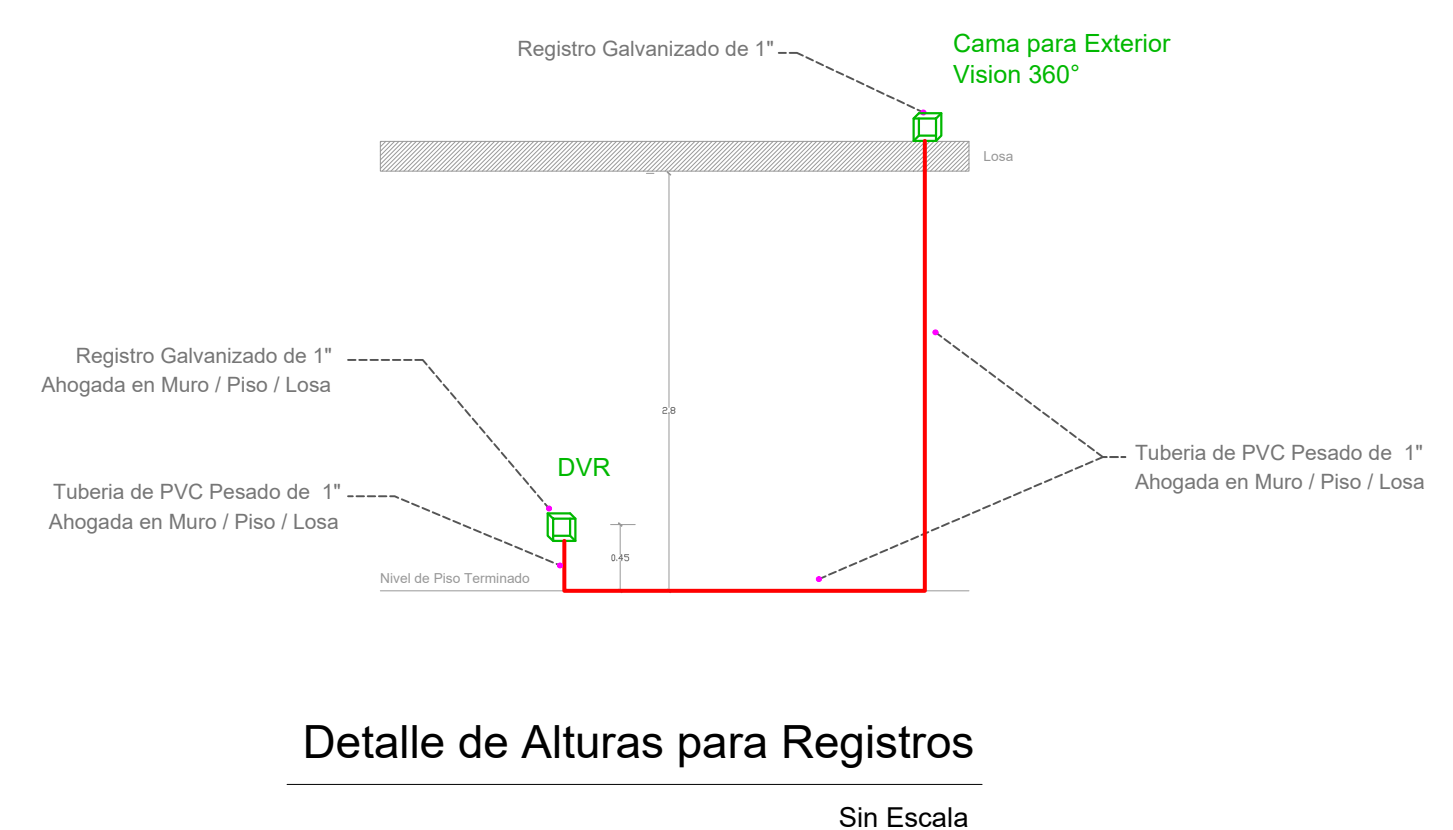 Registro Galvanizado de 1"
Cama para Exterior
Vision 360°
Losa
Registro Galvanizado de 1"
Ahogada en Muro / Piso / Losa
2.8
DVR
Tuberia de PVC Pesado de 1"
Ahogada en Muro / Piso / Losa
Tuberia de PVC Pesado de 1"
Ahogada en Muro / Piso / Losa
0.45
Nivel de Piso Terminado
Detalle de Alturas para Registros
Sin Escala